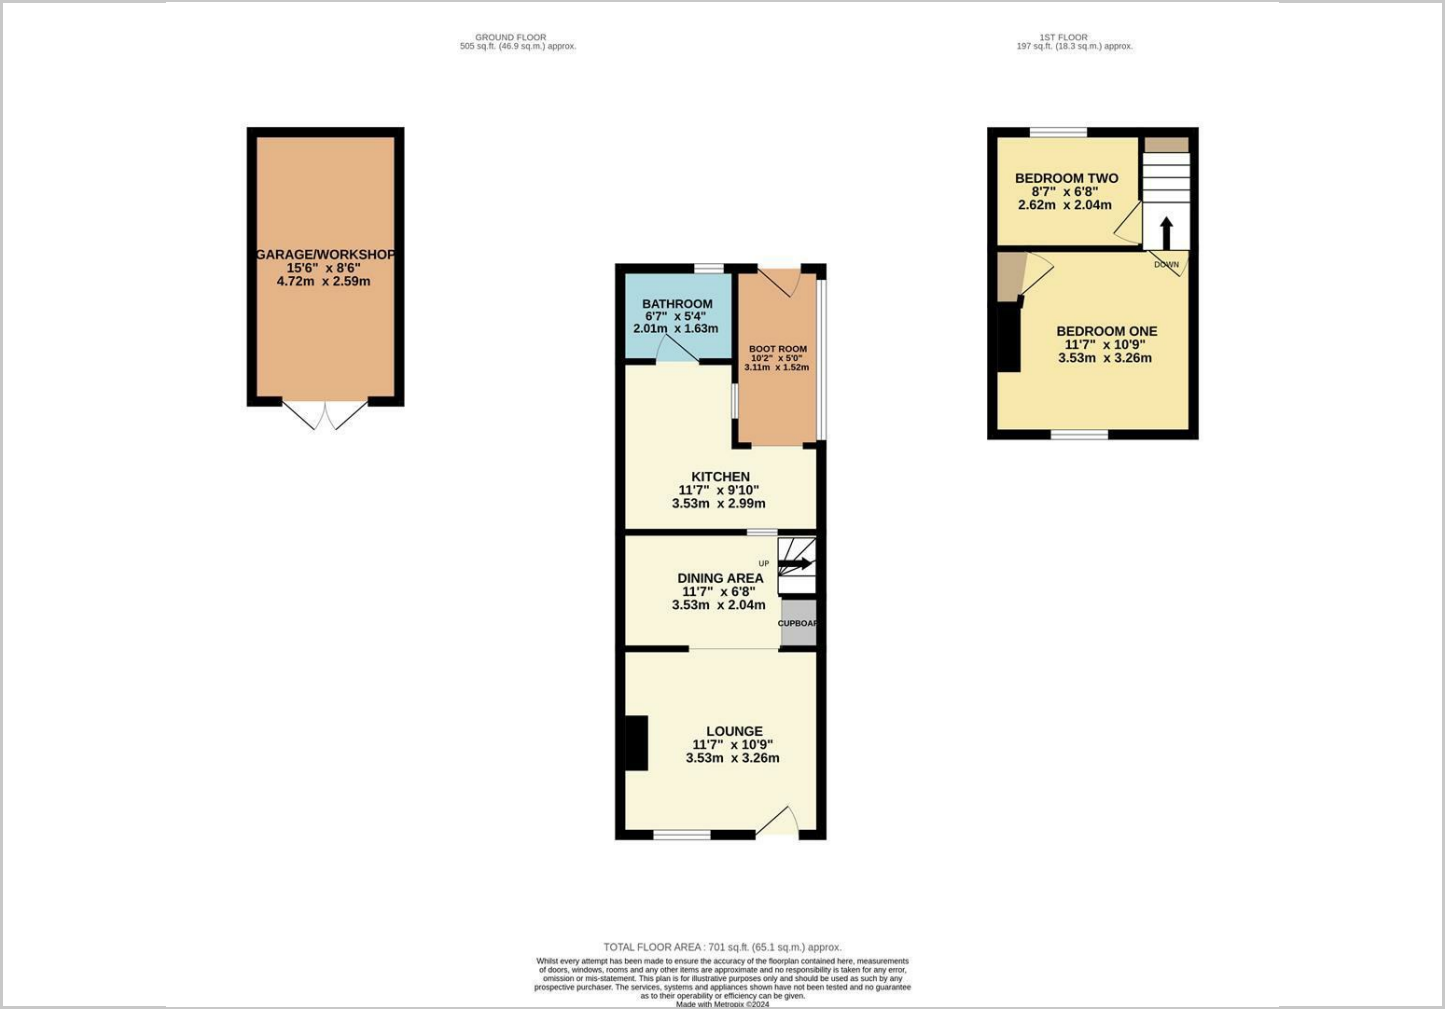 GROUND FLOOR
505 sq.ft. (46.9 sq.m.) approx.
1ST FLOOR
197 sq.ft. (18.3 sq.m.) approx.
GARAGE/WORKSHOP
15'6" x 8'6"
4.72m x 2.59m
BATHROOM
6'7" x 5'4"
2.01m x 1.63m
BOOT ROOM
10'2" x 5'0"
3.11m x 1.52m
KITCHEN
11'7" x 9'10"
3.53m x 2.99m
UP
DINING AREA
11'7" x 6'8"
3.53m x 2.04m
CUPBOAR
LOUNGE
11'7" x 10'9"
3.53m x 3.26m
BEDROOM TWO
8'7" x 6'8"
2.62m x 2.04m
DOWN
BEDROOM ONE
11'7" x 10'9"
3.53m x 3.26m
TOTAL FLOOR AREA : 701 sq.ft. (65.1 sq.m.) approx.
Whilst every attempt has been made to ensure the accuracy of the floorplan contained here, measurements
of doors, windows, rooms and any other items are approximate and no responsibility is taken for any error,
omission or mis-statement. This plan is for illustrative purposes only and should be used as such by any
prospective purchaser. The services, systems and appliances shown have not been tested and no guarantee
as to their operability or efficiency can be given.
Made with Metropix ©2024